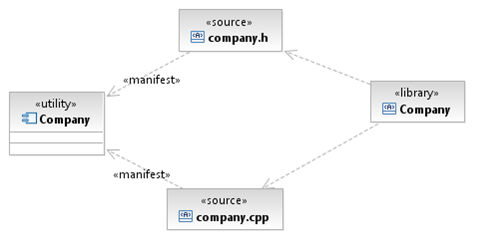 «source»
company.h
«manifest»
«utility»
Company
«library»
Company
«manifest»
«source»
company.cpp